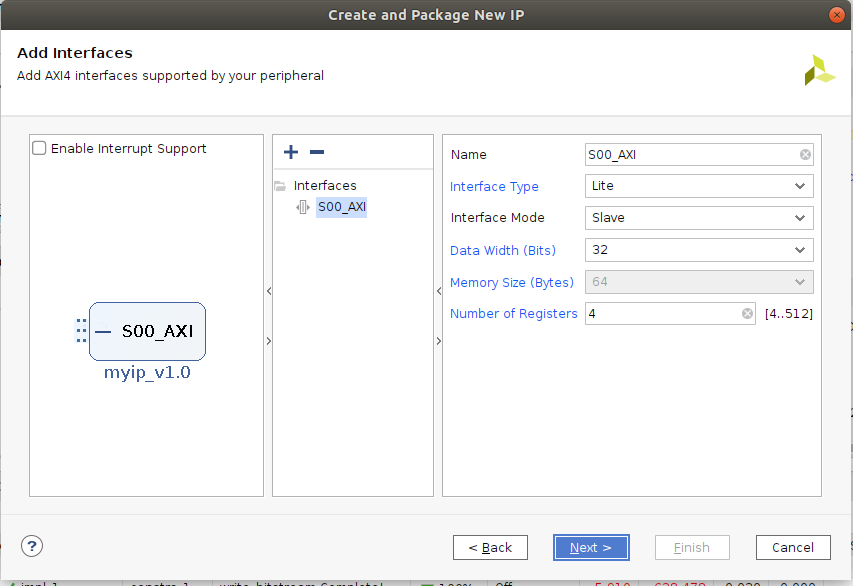 Create and Package New IP
Add Interfaces
Add AXI4 interfaces supported by your peripheral
Enable Interrupt Support
S00_AXI
myip_v1.0
Interfaces
S00_AXI
Name S00_AXI
Interface Type Lite
Interface Mode Slave
Data Width (Bits) 32
Memory Size (Bytes) 64
Number of Registers 4 [4..512]
? < Back Next > Finish Cancel